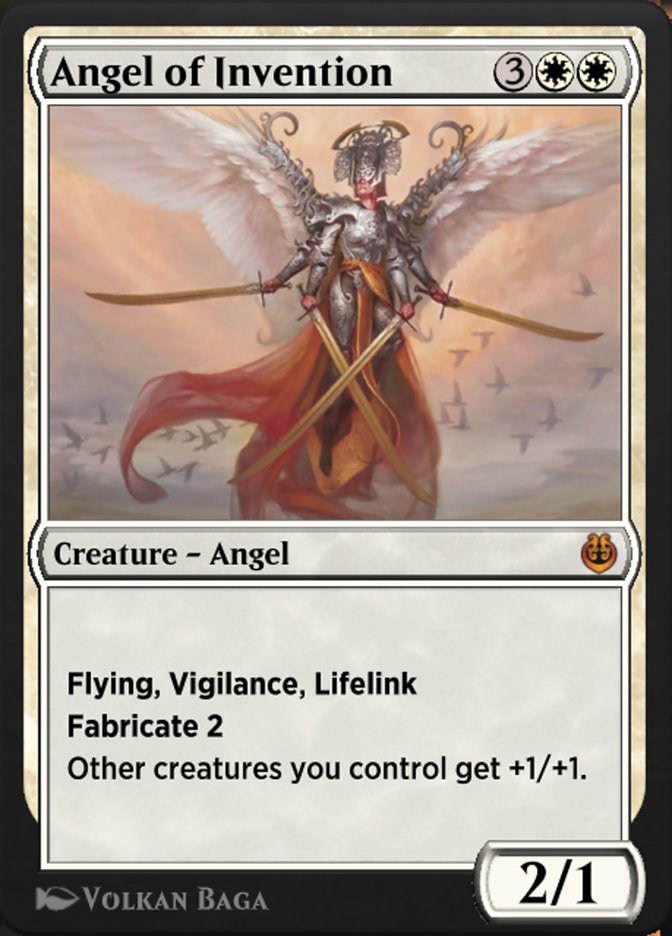 Angel of Invention 3
Creature – Angel
Flying, Vigilance, Lifelink
Fabricate 2
Other creatures you control get +1/+1.
2/1
Volkan Baga